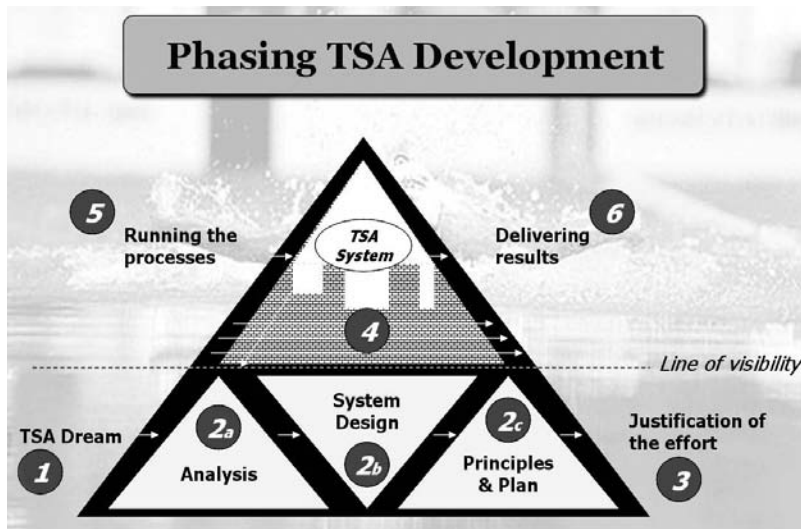 Phasing TSA Development
5
Running the
processes
TSA
System
6
Delivering
results
4
Line of visibility
TSA Dream
1
2a
Analysis
System
Design
2b
2c
Principles
& Plan
Justification of
the effort
3